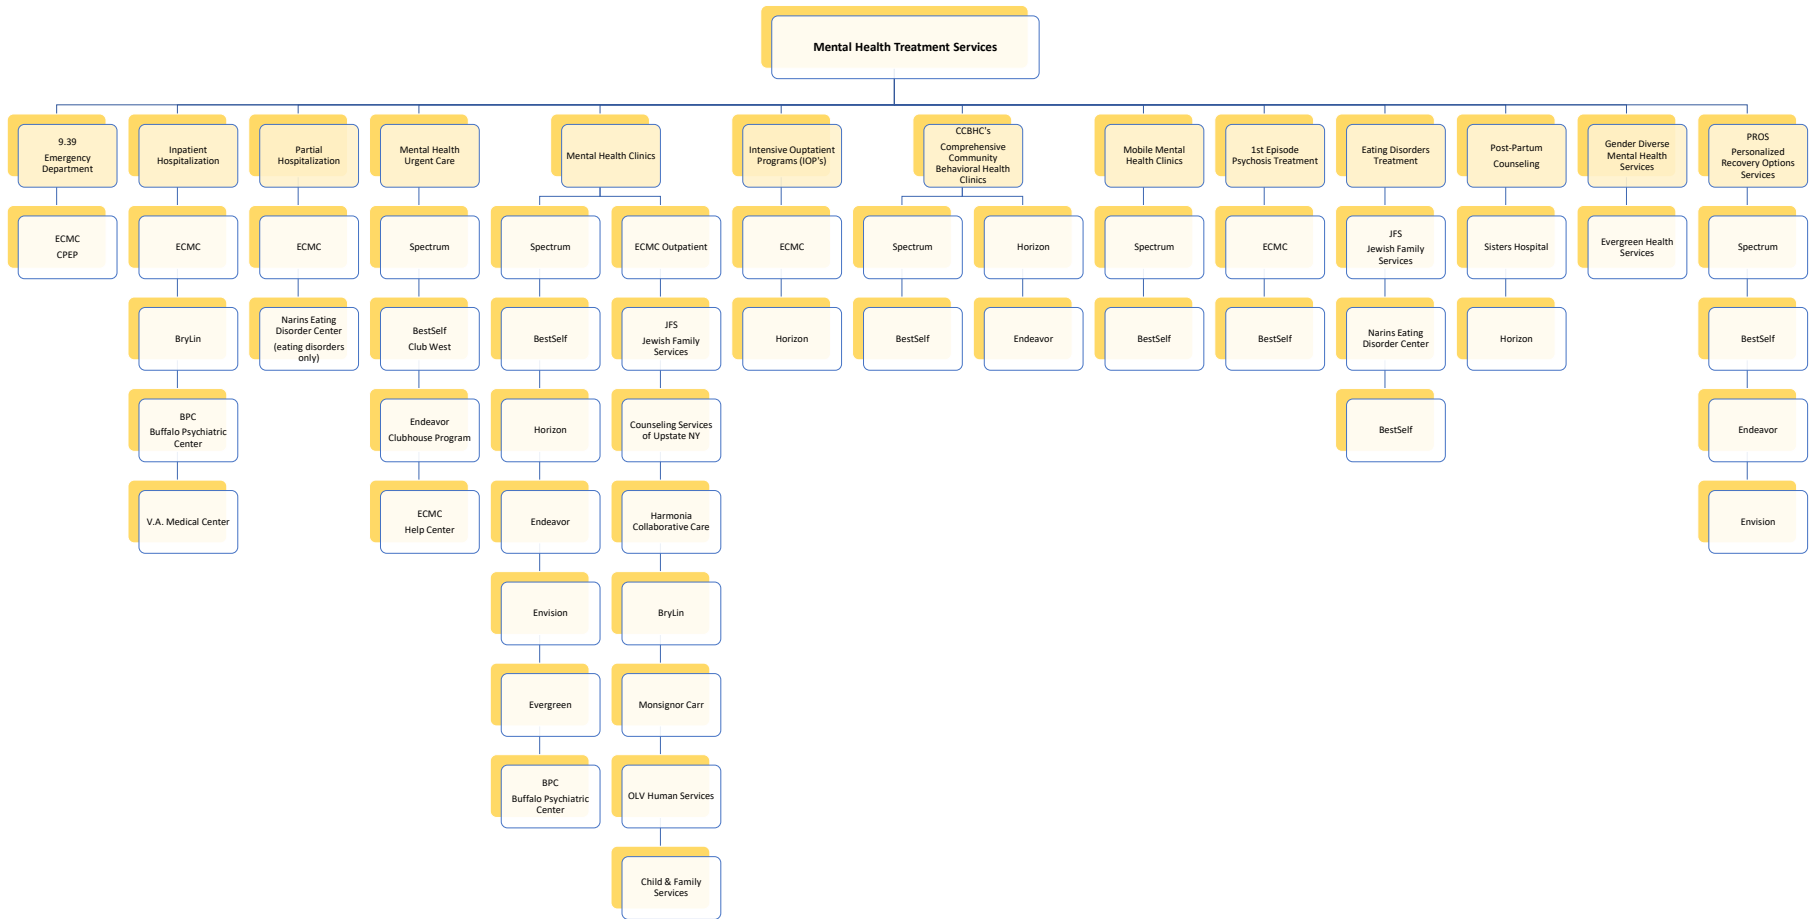 Mental Health Treatment Services
9.39
Emergency
Department
ECMC
CPEP
Inpatient
Hospitalization
ECMC
BryLin
BPC
Buffalo Psychiatric
Center
V.A. Medical Center
Partial
Hospitalization
ECMC
Narins Eating
Disorder Center
(eating disorders
only)
Mental Health
Urgent Care
Spectrum
BestSelf
Club West
Endeavor
Clubhouse Program
ECMC
Help Center
Mental Health Clinics
Spectrum
BestSelf
Horizon
Endeavor
Envision
Evergreen
BPC
Buffalo Psychiatric
Center
ECMC Outpatient
JFS
Jewish Family
Services
Counseling Services
of Upstate NY
Harmonia
Collaborative Care
BryLin
Monsignor Carr
OLV Human Services
Child & Family
Services
Intensive Ouptatient
Programs (IOP's)
ECMC
Horizon
CCBHC's
Comprehensive
Community
Behavioral Health
Clinics
Spectrum
BestSelf
Horizon
Endeavor
Mobile Mental
Health Clinics
Spectrum
BestSelf
1st Episode
Psychosis Treatment
ECMC
BestSelf
Eating Disorders
Treatment
JFS
Jewish Family
Services
Narins Eating
Disorder Center
BestSelf
Post-Partum
Counseling
Sisters Hospital
Horizon
Gender Diverse
Mental Health
Services
Evergreen Health
Services
PROS
Personalized
Recovery Options
Services
Spectrum
BestSelf
Endeavor
Envision